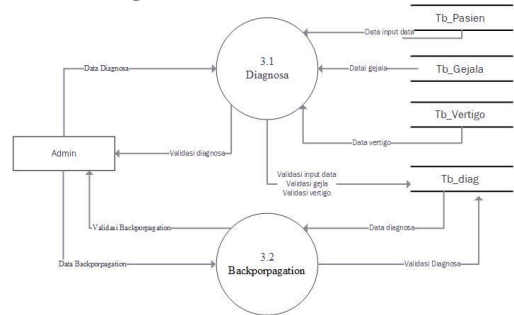 Tb_Pasien
Data input data
3.1
Diagnosa
Data Diagnosa
Datai gejala
Tb_Gejala
Tb_Vertigo
Data vertigo
Admin
Validasi diagnosa
Validasi input data
Validasi gejla
Validasi vertigo
Tb_diag
Validasi Backporpagation
Data diagnosa
3.2
Backporpagation
Data Backporpagation
Validasi Diagnosa